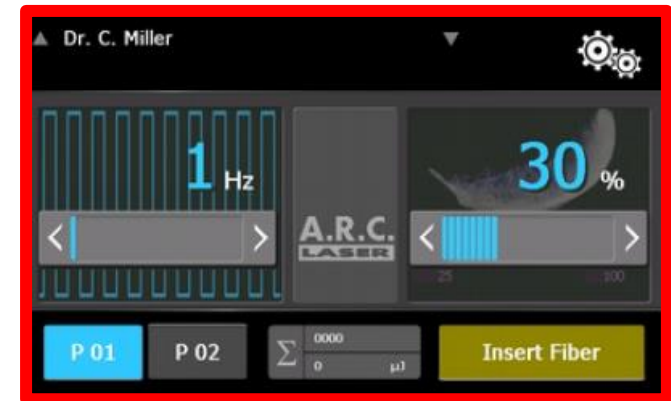 Dr. C. Miller
1 Hz
30 %
A.R.C.
LASER
25 100
P 01
P 02
Σ
0000
0 µJ
Insert Fiber